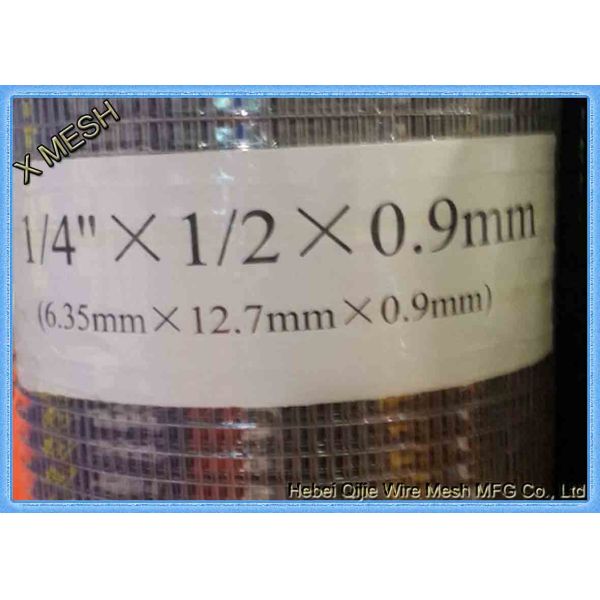 X MESH
1/4"×1/2×0.9mm
(6.35mm×12.7mm×0.9mm)
Hebei Qijie Wire Mesh MFG Co., Ltd